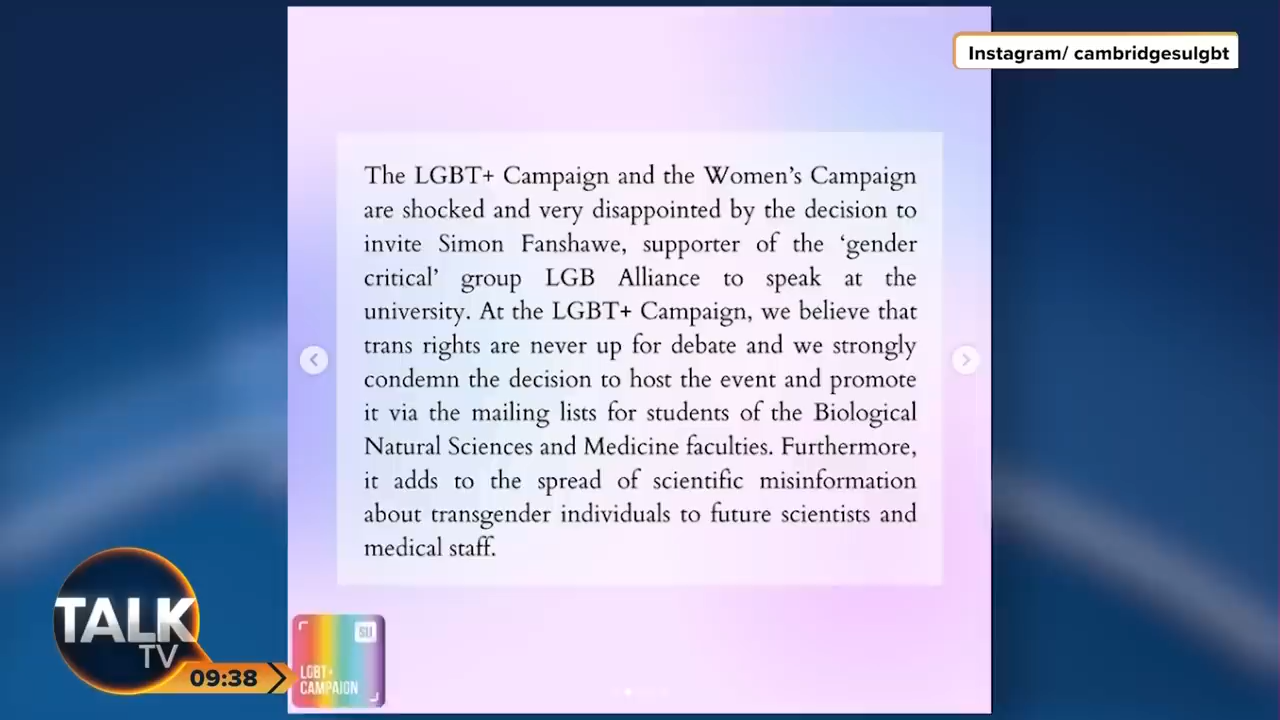 Instagram/ cambridgesulgbt
The LGBT+ Campaign and the Women's Campaign
are shocked and very disappointed by the decision to
invite Simon Fanshawe, supporter of the 'gender
critical' group LGB Alliance to speak at the
university. At the LGBT+ Campaign, we believe that
trans rights are never up for debate and we strongly
condemn the decision to host the event and promote
it via the mailing lists for students of the Biological
Natural Sciences and Medicine faculties. Furthermore,
it adds to the spread of scientific misinformation
about transgender individuals to future scientists and
medical staff.
TALK
TV
09:38
SU
LGBT+
CAMPAIGN